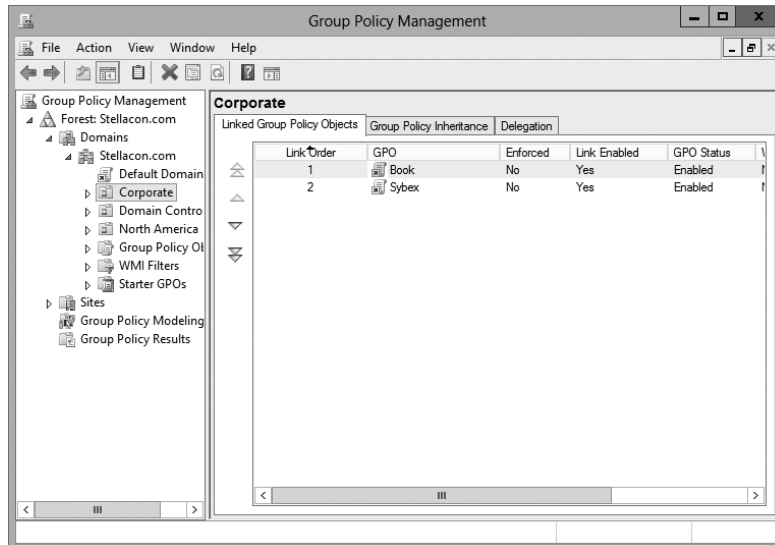 Group Policy Management
File Action View Window Help
Group Policy Management
Forest: Stellacon.com
Domains
Stellacon.com
Default Domain
Corporate
Domain Contro
North America
Group Policy Ob
WMI Filters
Starter GPOs
Sites
Group Policy Modeling
Group Policy Results
Corporate
Linked Group Policy Objects Group Policy Inheritance Delegation
Link Order GPO Enforced Link Enabled GPO Status
1 Book No Yes Enabled
2 Sybex No Yes Enabled